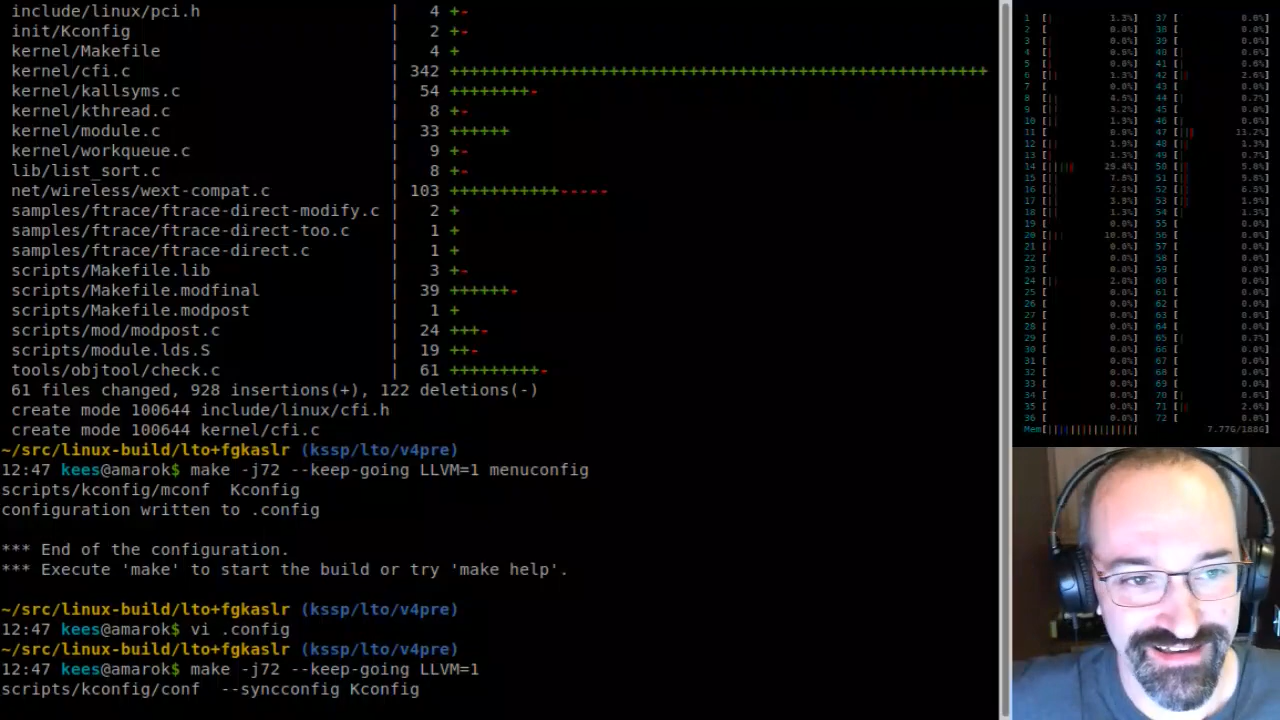 include/linux/pci.h | 4 +-
init/Kconfig | 2 +-
kernel/Makefile | 4 +
kernel/cfi.c | 342 ++++++++++++++++++++++++++++++++++++++++++++++++++++++
kernel/kallsyms.c | 54 ++++++++-
kernel/kthread.c | 8 +-
kernel/module.c | 33 ++++++
kernel/workqueue.c | 9 +-
lib/list_sort.c | 8 +-
net/wireless/wext-compat.c | 103 +++++++++++-----
samples/ftrace/ftrace-direct-modify.c | 2 +
samples/ftrace/ftrace-direct-too.c | 1 +
samples/ftrace/ftrace-direct.c | 1 +
scripts/Makefile.lib | 3 +-
scripts/Makefile.modfinal | 39 ++++++-
scripts/Makefile.modpost | 1 +
scripts/mod/modpost.c | 24 +++-
scripts/module.lds.S | 19 ++-
tools/objtool/check.c | 61 +++++++++-
61 files changed, 928 insertions(+), 122 deletions(-)
create mode 100644 include/linux/cfi.h
create mode 100644 kernel/cfi.c
~/src/linux-build/lto+fgkaslr (kssp/lto/v4pre)
12:47 kees@amarok$ make -j72 --keep-going LLVM=1 menuconfig
scripts/kconfig/mconf Kconfig
configuration written to .config
*** End of the configuration.
*** Execute 'make' to start the build or try 'make help'.
~/src/linux-build/lto+fgkaslr (kssp/lto/v4pre)
12:47 kees@amarok$ vi .config
~/src/linux-build/lto+fgkaslr (kssp/lto/v4pre)
12:47 kees@amarok$ make -j72 --keep-going LLVM=1
scripts/kconfig/conf --syncconfig Kconfig
Mem 7.77G/188G